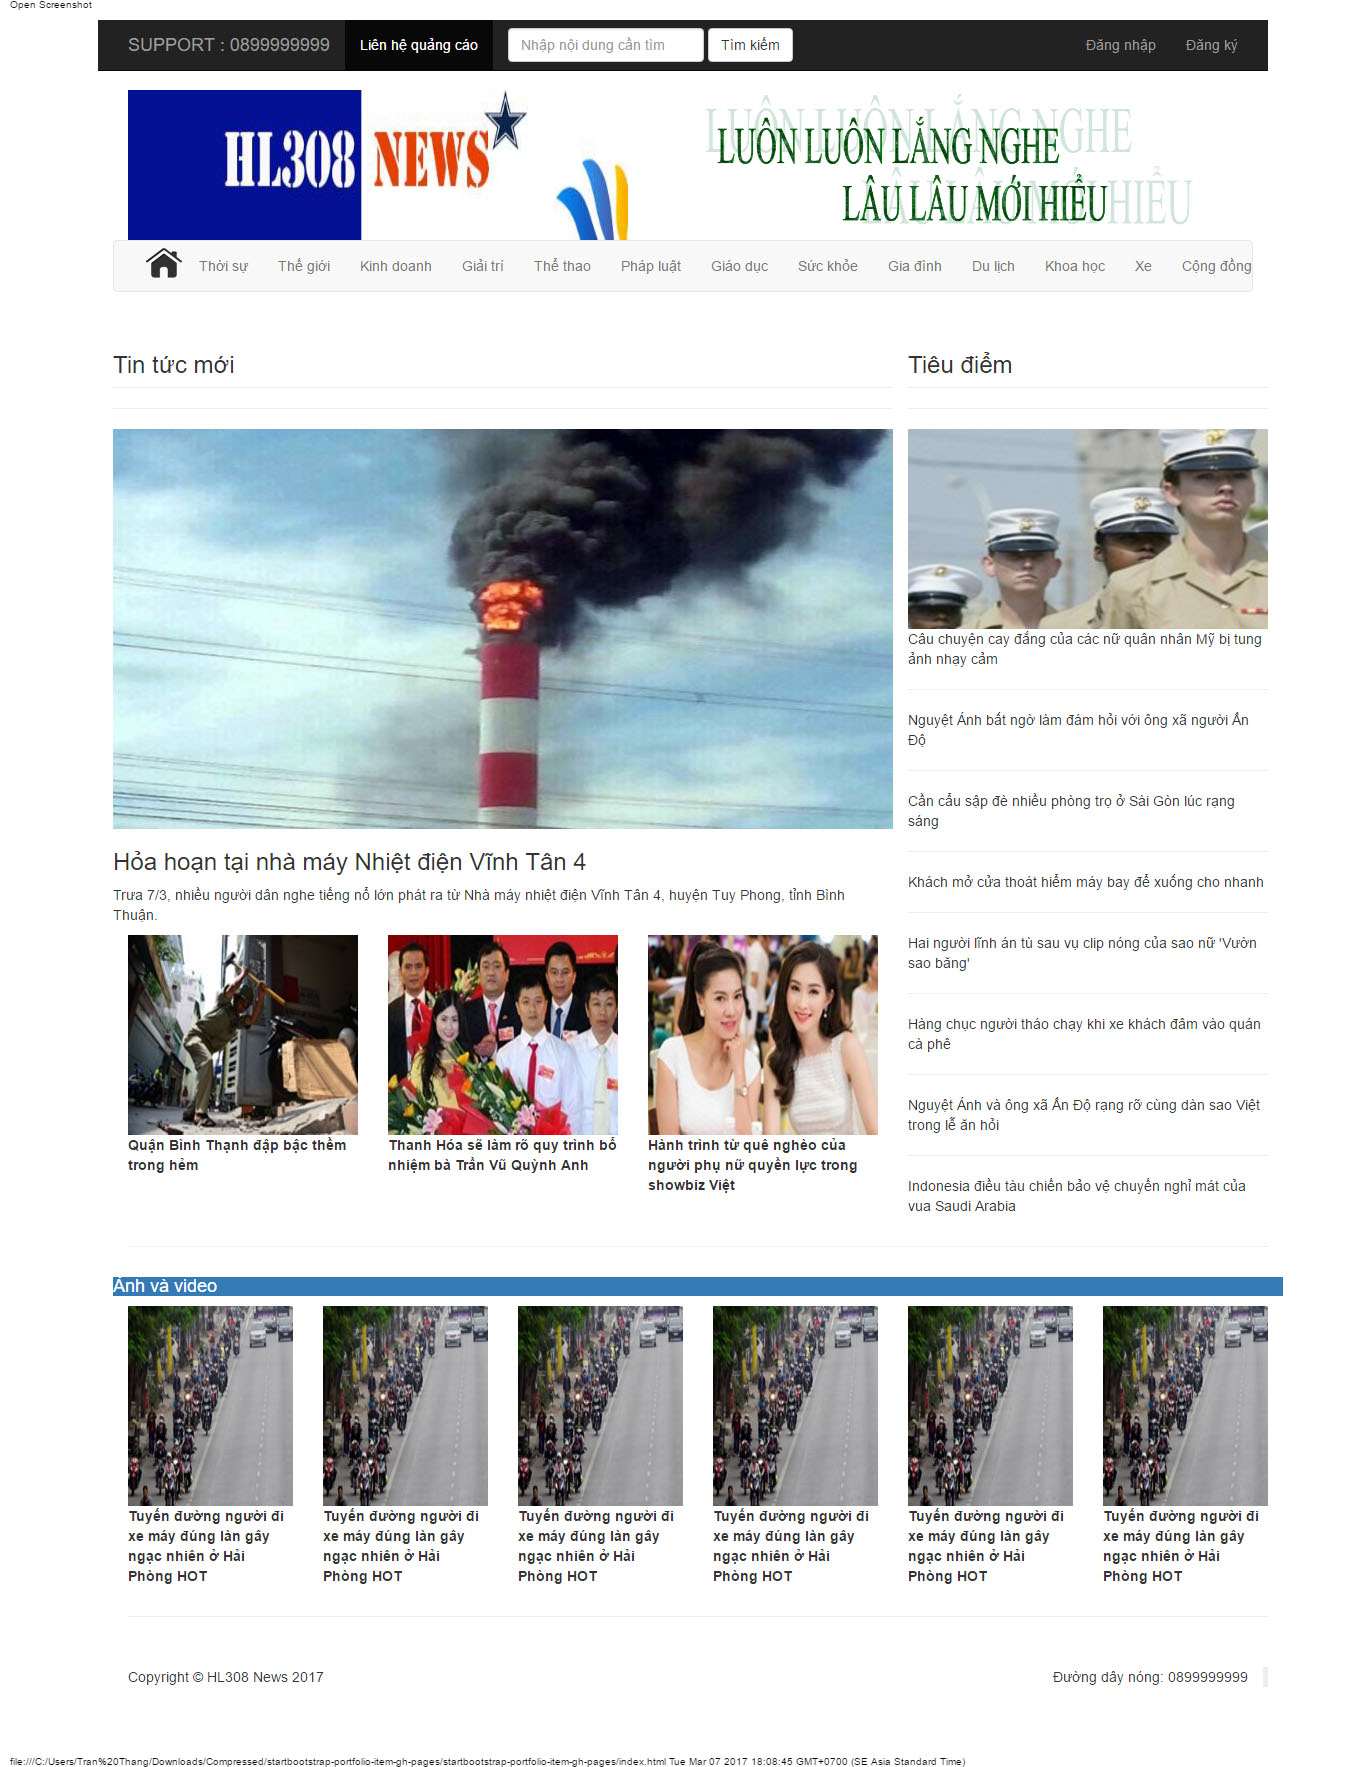 Open Screenshot
SUPPORT : 0899999999 Liên hệ quảng cáo Nhập nội dung cần tìm Tìm kiếm Đăng nhập Đăng ký
HL308 NEWS
LUÔN LUÔN LẮNG NGHE
LÂU LÂU MỚI HIỂU
Thời sự Thế giới Kinh doanh Giải trí Thể thao Pháp luật Giáo dục Sức khỏe Gia đình Du lịch Khoa học Xe Cộng đồng
Tin tức mới
Hỏa hoạn tại nhà máy Nhiệt điện Vĩnh Tân 4
Trưa 7/3, nhiều người dân nghe tiếng nổ lớn phát ra từ Nhà máy nhiệt điện Vĩnh Tân 4, huyện Tuy Phong, tỉnh Bình
Thuận.
Quận Bình Thạnh đập bậc thềm
trong hẻm
Thanh Hóa sẽ làm rõ quy trình bổ
nhiệm bà Trần Vũ Quỳnh Anh
Hành trình từ quê nghèo của
người phụ nữ quyền lực trong
showbiz Việt
Tiêu điểm
Câu chuyện cay đắng của các nữ quân nhân Mỹ bị tung
ảnh nhạy cảm
Nguyệt Ánh bất ngờ làm đám hỏi với ông xã người Ấn
Độ
Cần cẩu sập đè nhiều phòng trọ ở Sài Gòn lúc rạng
sáng
Khách mở cửa thoát hiểm máy bay để xuống cho nhanh
Hai người lĩnh án tù sau vụ clip nóng của sao nữ 'Vườn
sao băng'
Hàng chục người tháo chạy khi xe khách đâm vào quán
cà phê
Nguyệt Ánh và ông xã Ấn Độ rạng rỡ cùng dàn sao Việt
trong lễ ăn hỏi
Indonesia điều tàu chiến bảo vệ chuyến nghỉ mát của
vua Saudi Arabia
Ảnh và video
Tuyến đường người đi
xe máy đúng làn gây
ngạc nhiên ở Hải
Phòng HOT
Tuyến đường người đi
xe máy đúng làn gây
ngạc nhiên ở Hải
Phòng HOT
Tuyến đường người đi
xe máy đúng làn gây
ngạc nhiên ở Hải
Phòng HOT
Tuyến đường người đi
xe máy đúng làn gây
ngạc nhiên ở Hải
Phòng HOT
Tuyến đường người đi
xe máy đúng làn gây
ngạc nhiên ở Hải
Phòng HOT
Tuyến đường người đi
xe máy đúng làn gây
ngạc nhiên ở Hải
Phòng HOT
Copyright © HL308 News 2017 Đường dây nóng: 0899999999
file:///C:/Users/Tran%20Thang/Downloads/Compressed/startbootstrap-portfolio-item-gh-pages/startbootstrap-portfolio-item-gh-pages/index.html Tue Mar 07 2017 18:08:45 GMT+0700 (SE Asia Standard Time)